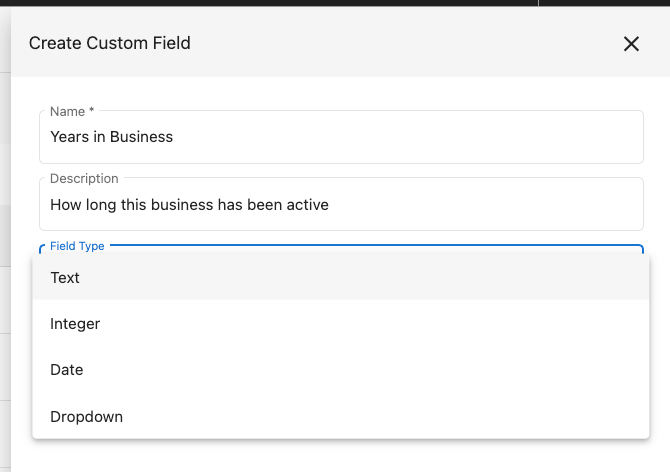 Create Custom Field
Name *
Years in Business
Description
How long this business has been active
Field Type
Text
Integer
Date
Dropdown